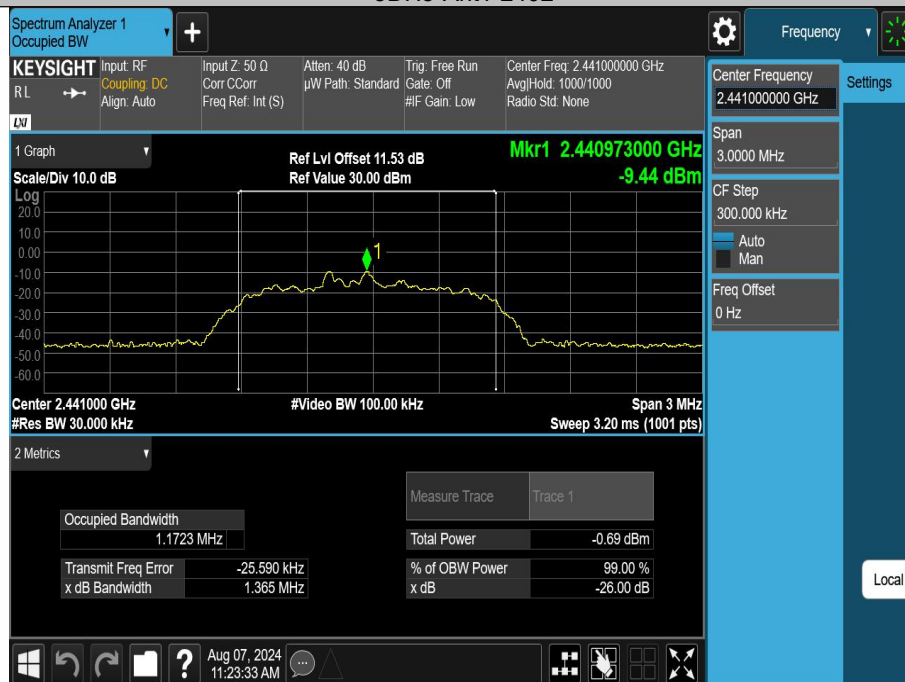 Spectrum Analyzer 1
Occupied BW
+
Frequency
KEYSIGHT
RL
LXI
Input: RF
Coupling: DC
Align: Auto
Input Z: 50 Ω
Corr CCorr
Freq Ref: Int (S)
Atten: 40 dB
µW Path: Standard
Trig: Free Run
Gate: Off
#IF Gain: Low
Center Freq: 2.441000000 GHz
Avg|Hold: 1000/1000
Radio Std: None
Center Frequency
2.441000000 GHz
Settings
Span
3.0000 MHz
CF Step
300.000 kHz
Auto
Man
Freq Offset
0 Hz
Local
1 Graph
Scale/Div 10.0 dB
Ref Lvl Offset 11.53 dB
Ref Value 30.00 dBm
Mkr1 2.440973000 GHz
-9.44 dBm
Log
20.0
10.0
0.00
-10.0
-20.0
-30.0
-40.0
-50.0
-60.0
1
Center 2.441000 GHz
#Video BW 100.00 kHz
Span 3 MHz
#Res BW 30.000 kHz
Sweep 3.20 ms (1001 pts)
2 Metrics
Measure Trace Trace 1
Occupied Bandwidth
1.1723 MHz
Total Power -0.69 dBm
Transmit Freq Error -25.590 kHz
% of OBW Power 99.00 %
x dB Bandwidth 1.365 MHz
x dB -26.00 dB
?
Aug 07, 2024
11:23:33 AM